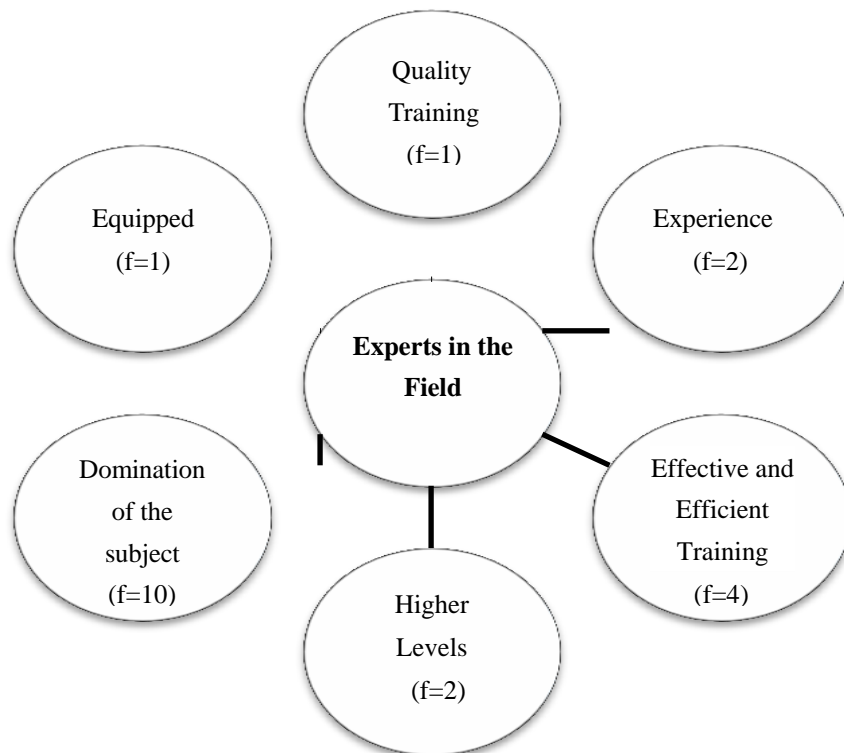 Quality
Training
(f=1)
Equipped
(f=1)
Experience
(f=2)
Experts in the
Field
Domination
of the
subject
(f=10)
Effective and
Efficient
Training
(f=4)
Higher
Levels
(f=2)